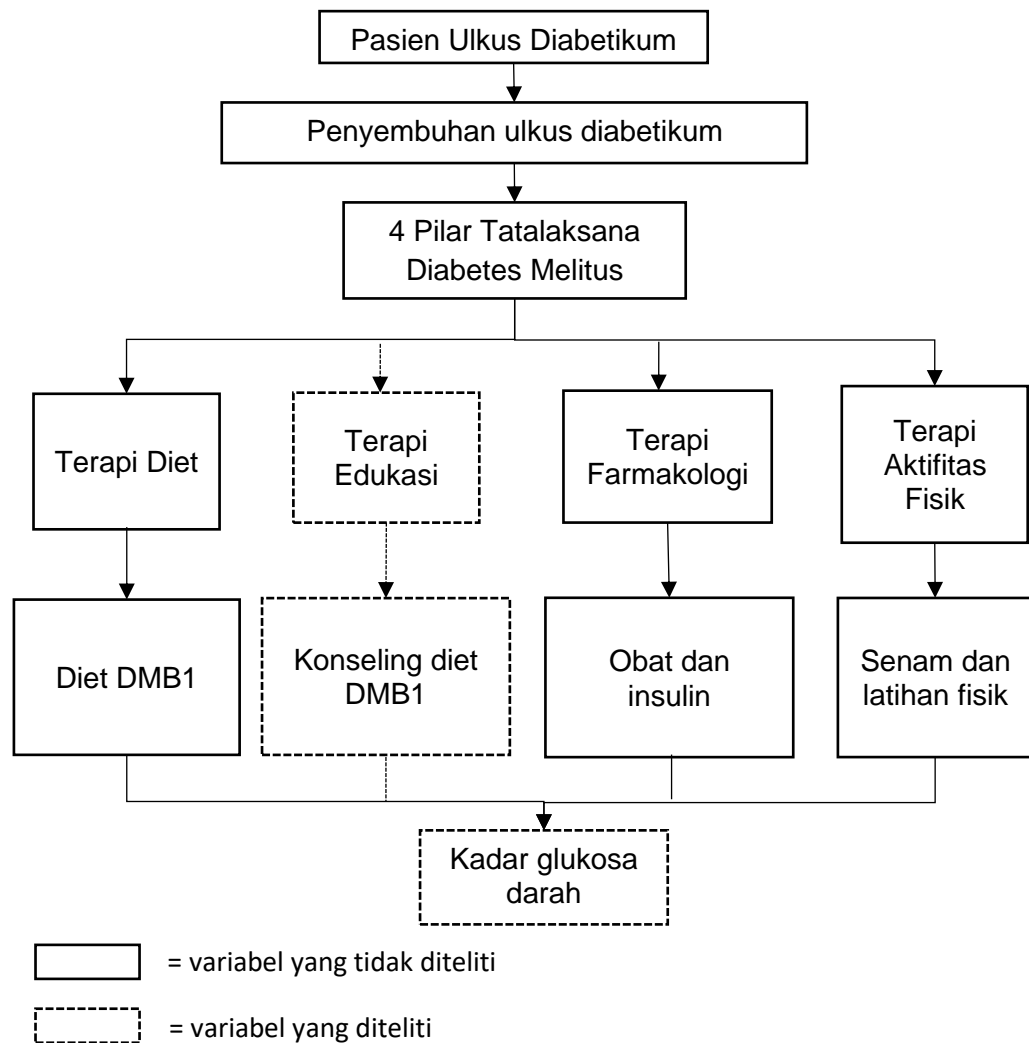 Pasien Ulkus Diabetikum
Penyembuhan ulkus diabetikum
4 Pilar Tatalaksana
Diabetes Melitus
Terapi Diet
Terapi
Edukasi
Terapi
Farmakologi
Terapi
Aktifitas
Fisik
Diet DMB1
Konseling diet
DMB1
Obat dan
insulin
Senam dan
latihan fisik
Kadar glukosa
darah
= variabel yang tidak diteliti
= variabel yang diteliti